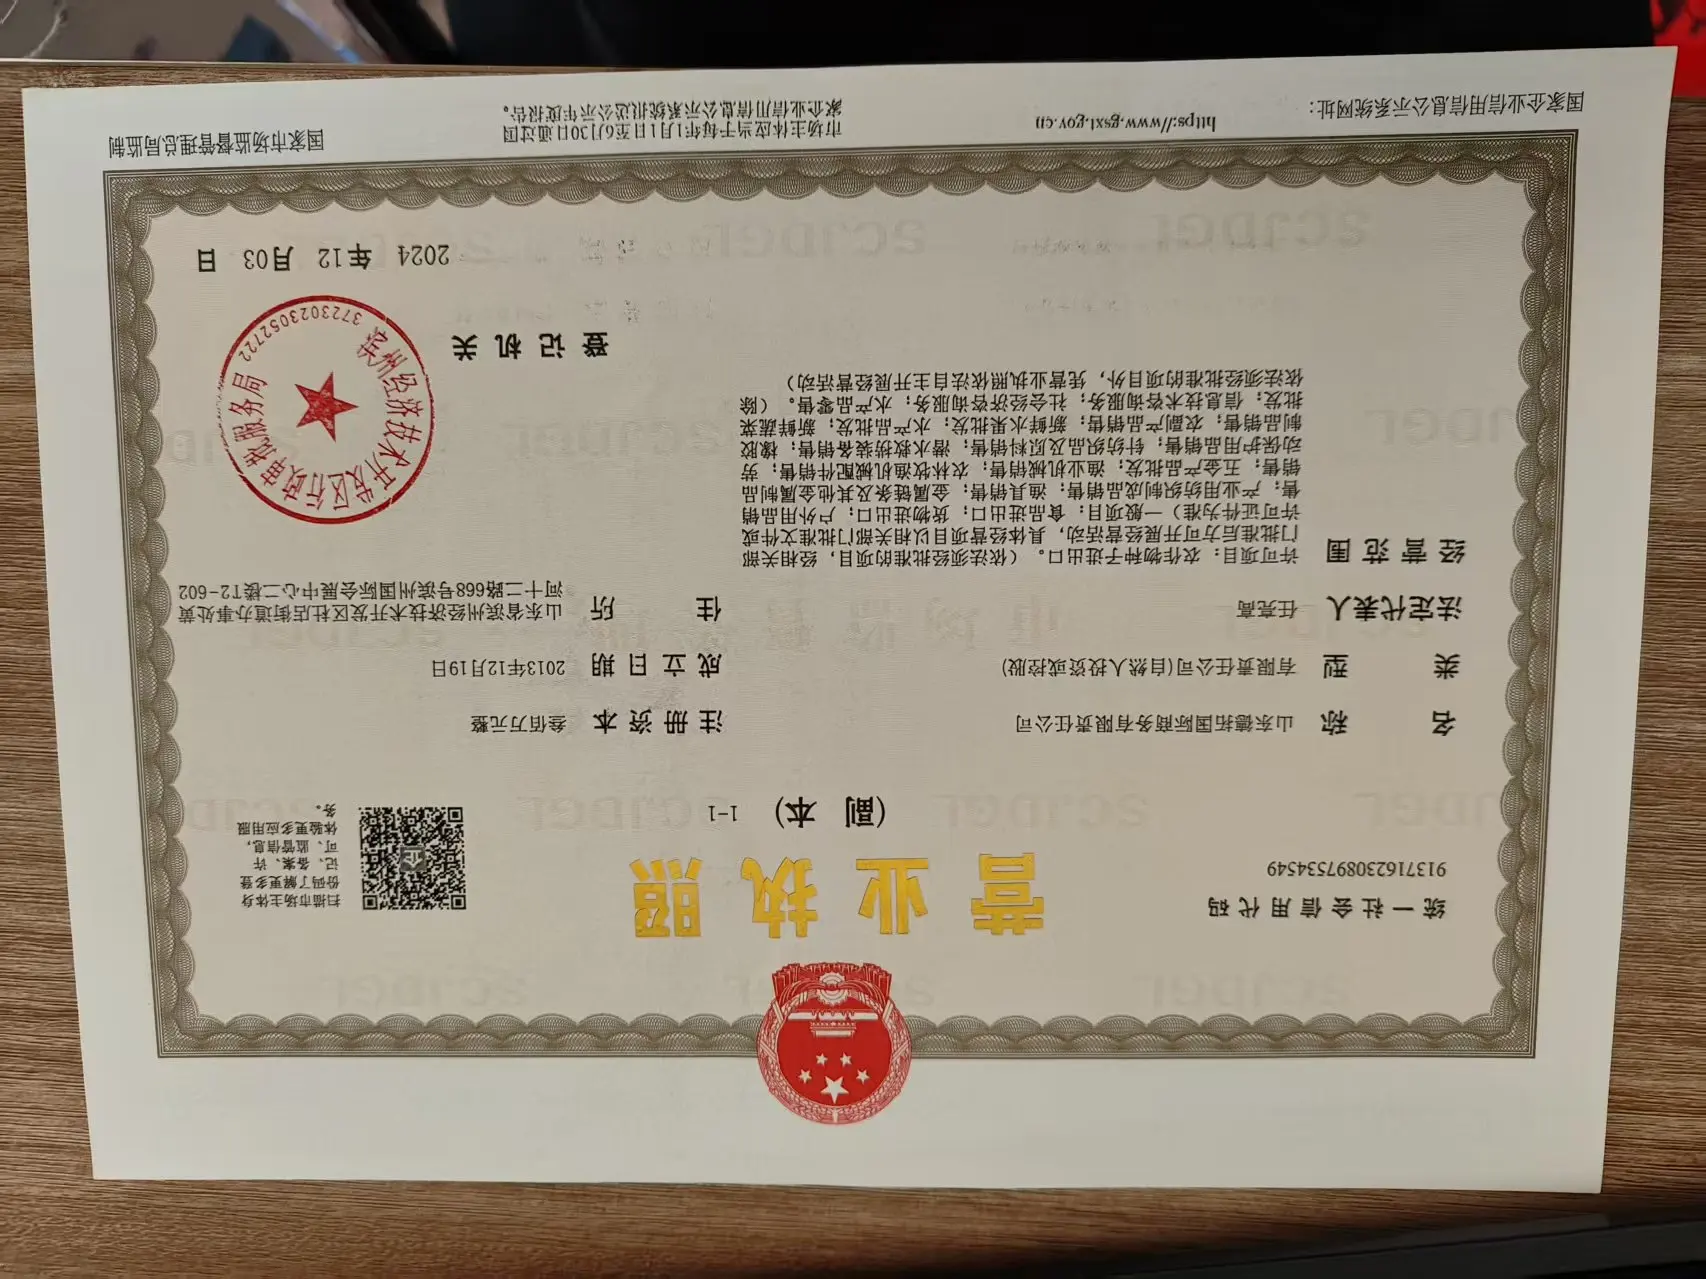 统一社会信用代码
913716230897534549
营业执照
(副 本) 1-1
扫描市场主体身
份码了解更多登
记、备案、许
可、监管信息,
体验更多应用服
务。
名 称 山东德拓国际商务有限责任公司
类 型 有限责任公司(自然人投资或控股)
法定代表人 任亮高
经营范围 许可项目:农作物种子进出口。(依法须经批准的项目,经相关部
门批准后方可开展经营活动,具体经营项目以相关部门批准文件或
许可证件为准)一般项目:食品进出口;货物进出口;户外用品销
售;产业用纺织制成品销售;渔具销售;金属链条及其他金属制品
销售;五金产品批发;渔业机械销售;农林牧渔机械配件销售;劳
动保护用品销售;针纺织品及原料销售;潜水救捞装备销售;橡胶
制品销售;农副产品销售;新鲜水果批发;水产品批发;新鲜蔬菜
批发;信息技术咨询服务;社会经济咨询服务;水产品零售。(除
依法须经批准的项目外,凭营业执照依法自主开展经营活动)
注册资本 叁佰万元整
成立日期 2013年12月19日
住 所 山东省滨州经济技术开发区杜店街道办事处黄
河十二路668号滨州国际会展中心二楼T2-602
登记机关
滨州经济技术开发区行政审批服务局
3723023052722
2024 年 12 月 03 日
国家企业信用信息公示系统网址:
https://www.gsxt.gov.cn
市场主体应当于每年1月1日至6月30日通过国
家企业信用信息公示系统报送公示年度报告。
国家市场监督管理总局监制